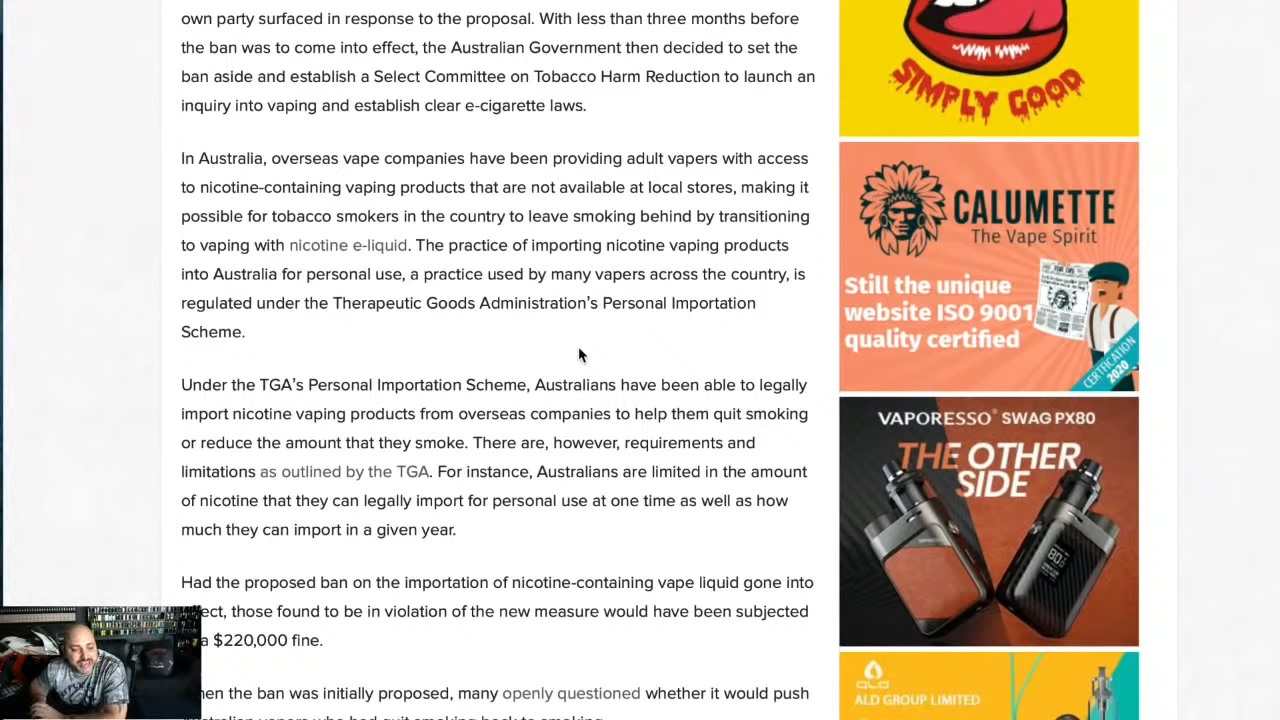 own party surfaced in response to the proposal. With less than three months before
the ban was to come into effect, the Australian Government then decided to set the
ban aside and establish a Select Committee on Tobacco Harm Reduction to launch an
inquiry into vaping and establish clear e-cigarette laws.
In Australia, overseas vape companies have been providing adult vapers with access
to nicotine-containing vaping products that are not available at local stores, making it
possible for tobacco smokers in the country to leave smoking behind by transitioning
to vaping with nicotine e-liquid. The practice of importing nicotine vaping products
into Australia for personal use, a practice used by many vapers across the country, is
regulated under the Therapeutic Goods Administration's Personal Importation
Scheme.
Under the TGA's Personal Importation Scheme, Australians have been able to legally
import nicotine vaping products from overseas companies to help them quit smoking
or reduce the amount that they smoke. There are, however, requirements and
limitations as outlined by the TGA. For instance, Australians are limited in the amount
of nicotine that they can legally import for personal use at one time as well as how
much they can import in a given year.
Had the proposed ban on the importation of nicotine-containing vape liquid gone into
ect, those found to be in violation of the new measure would have been subjected
a $220,000 fine.
en the ban was initially proposed, many openly questioned whether it would push
SIMPLY GOOD
CALUMETTE
The Vape Spirit
Still the unique
website ISO 9001
quality certified
CERTIFICATION
2020
VAPORESSO® SWAG PX80
THE OTHER
SIDE
80
ALD
ALD GROUP LIMITED